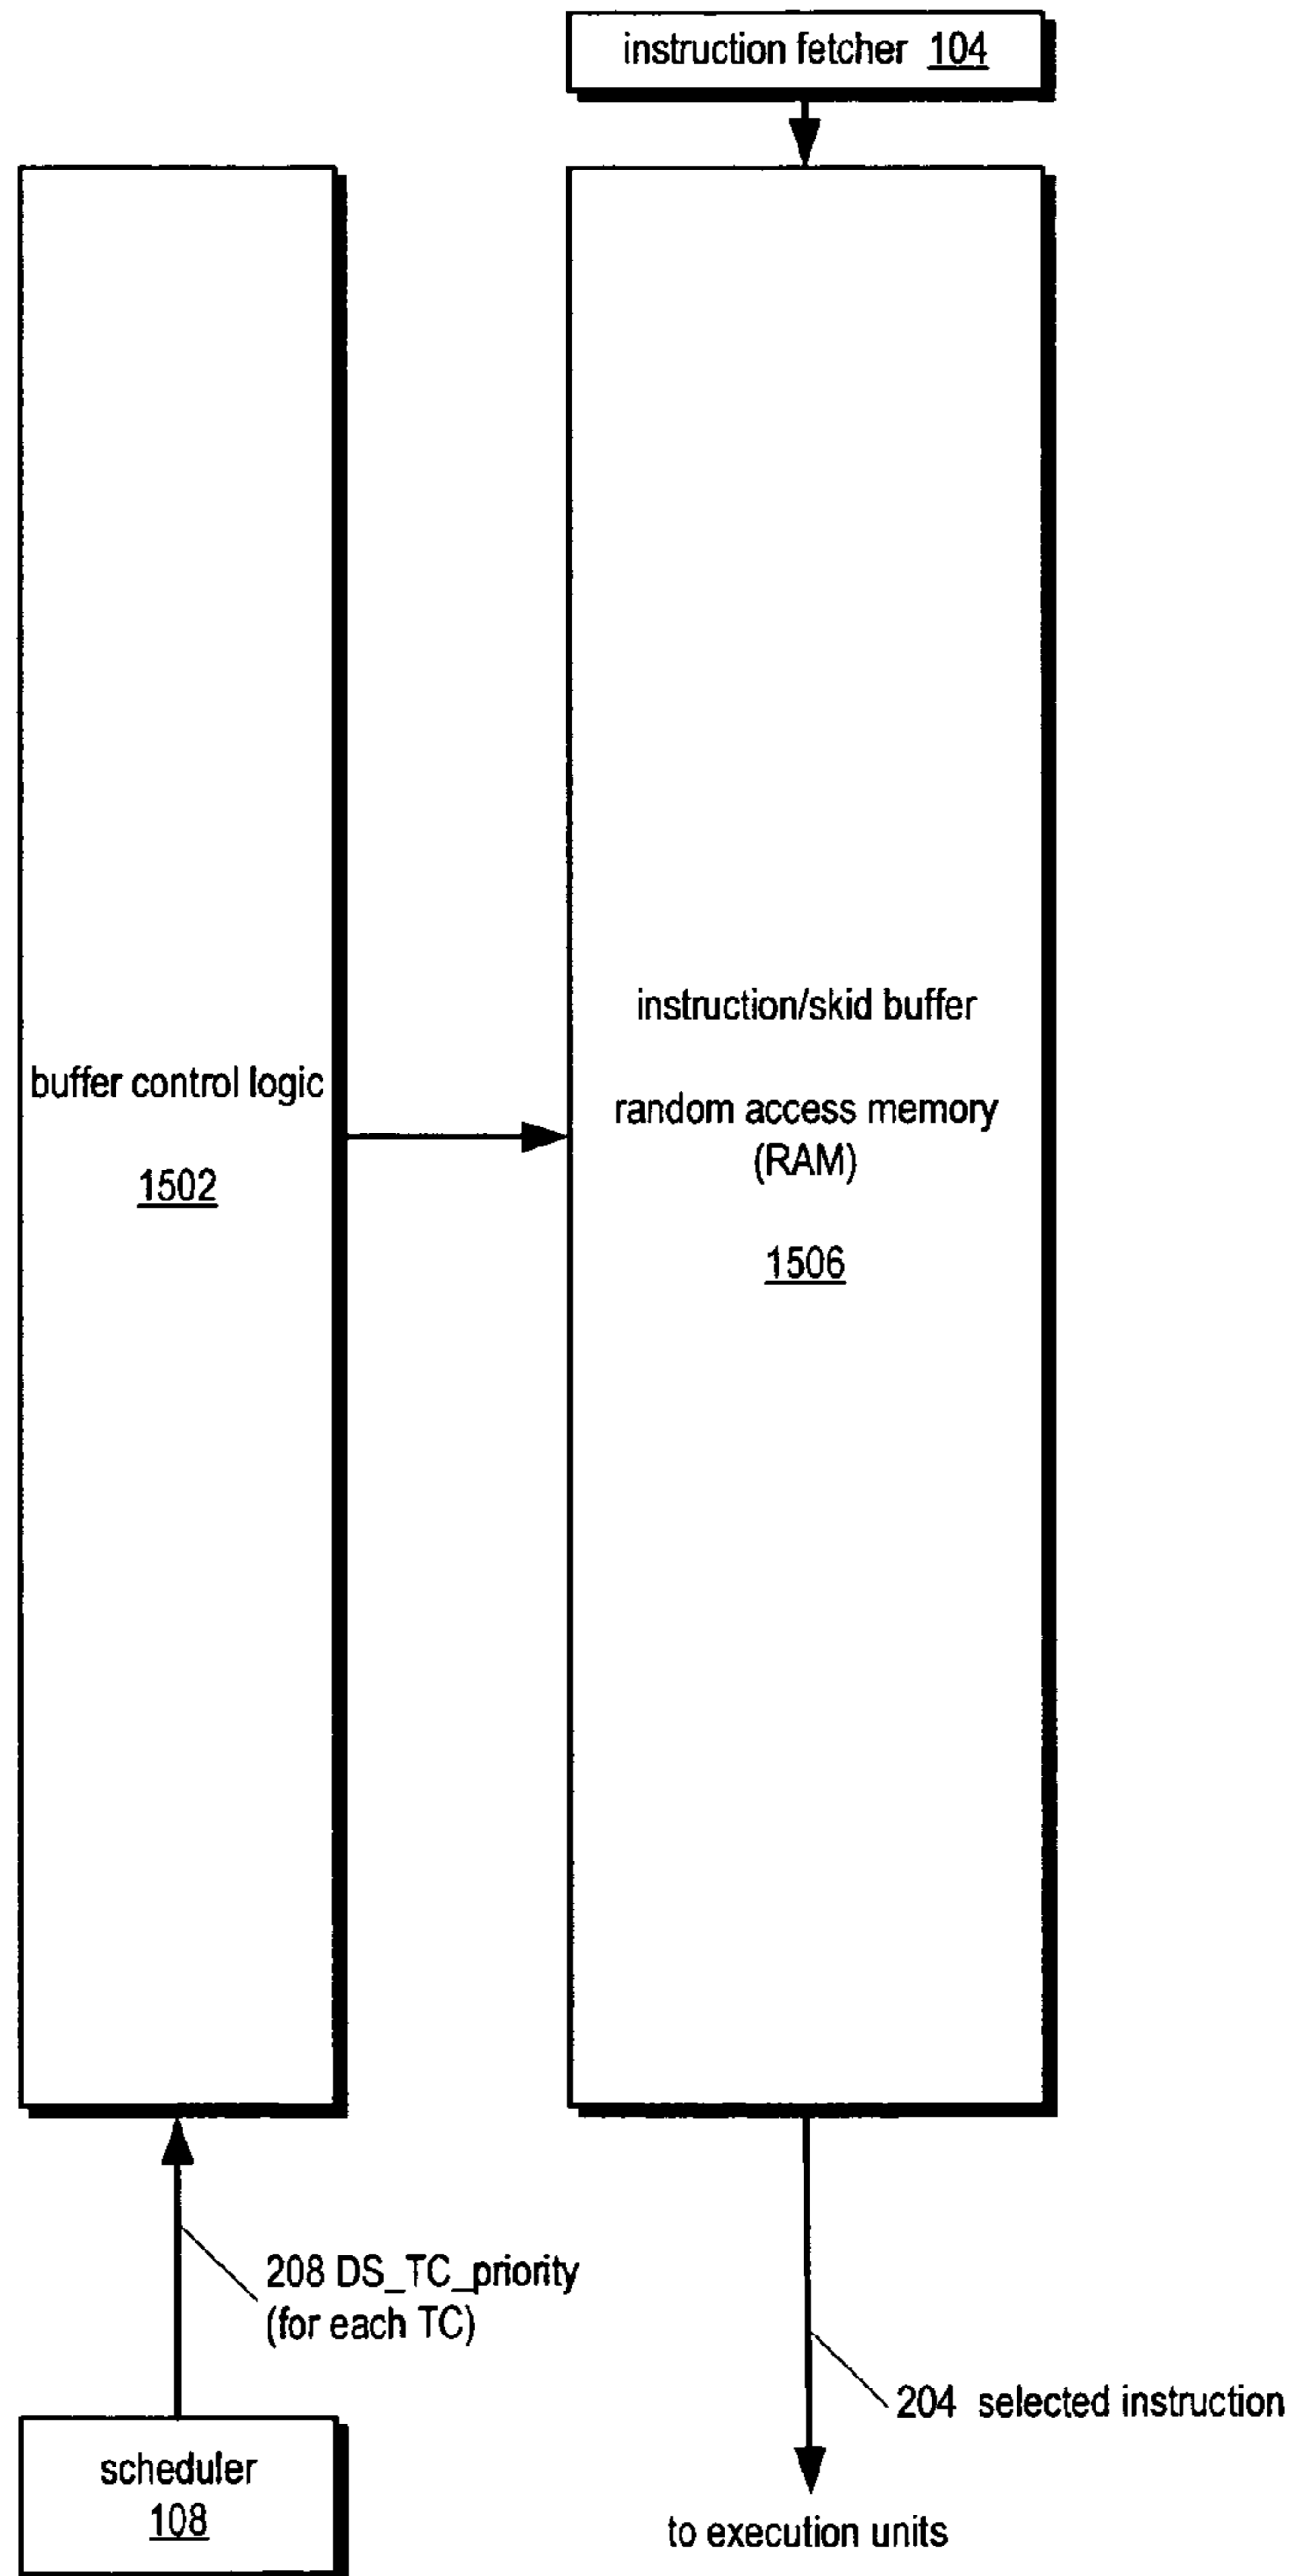 instruction fetcher 104
buffer control logic
1502
instruction/skid buffer
random access memory
(RAM)
1506
208 DS_TC_priority
(for each TC)
204 selected instruction
scheduler
108
to execution units